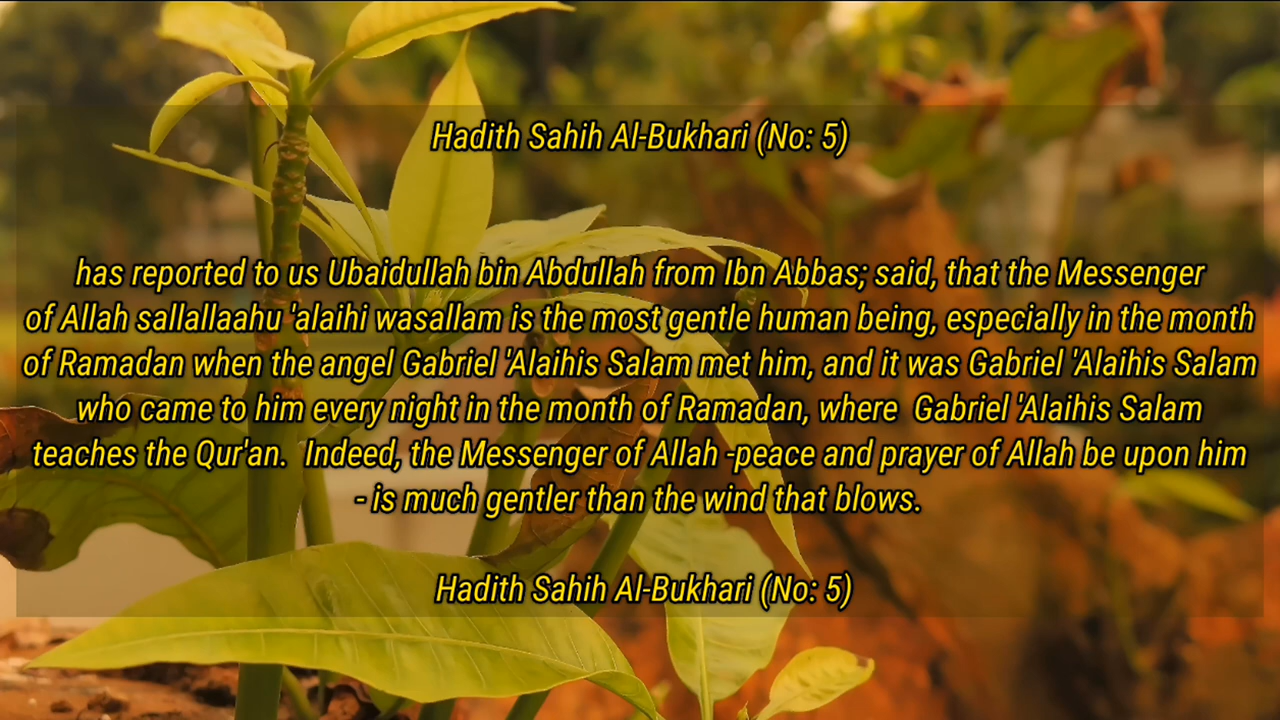 Hadith Sahih Al-Bukhari (No: 5)
has reported to us Ubaidullah bin Abdullah from Ibn Abbas; said, that the Messenger
of Allah sallallaahu 'alaihi wasallam is the most gentle human being, especially in the month
of Ramadan when the angel Gabriel 'Alaihis Salam met him, and it was Gabriel 'Alaihis Salam
who came to him every night in the month of Ramadan, where  Gabriel 'Alaihis Salam
teaches the Qur'an.  Indeed, the Messenger of Allah -peace and prayer of Allah be upon him
- is much gentler than the wind that blows.
Hadith Sahih Al-Bukhari (No: 5)